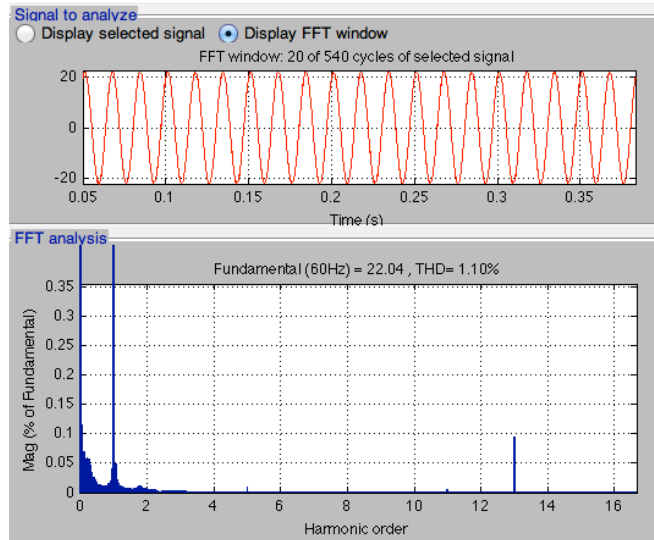 Signal to analyze
Display selected signal Display FFT window
FFT window: 20 of 540 cycles of selected signal
20
0
-20
0.05 0.1 0.15 0.2 0.25 0.3 0.35
Time (s)
FFT analysis
Fundamental (60Hz) = 22.04 , THD= 1.10%
0.35
0.3
0.25
0.2
0.15
0.1
0.05
0
Mag (% of Fundamental)
0 2 4 6 8 10 12 14 16
Harmonic order